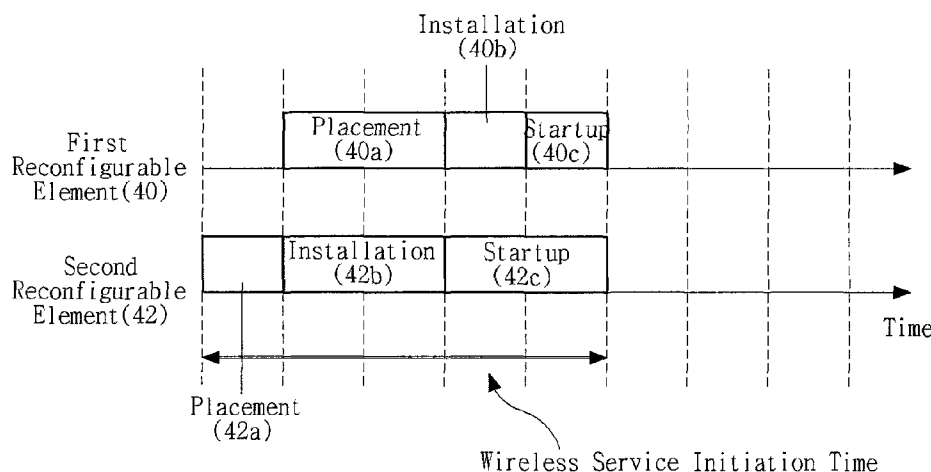 Installation
(40b)
First
Reconfigurable
Element(40)
Placement
(40a)
Startup
(40c)
Second
Reconfigurable
Element(42)
Installation
(42b)
Startup
(42c)
Time
Placement
(42a)
Wireless Service Initiation Time